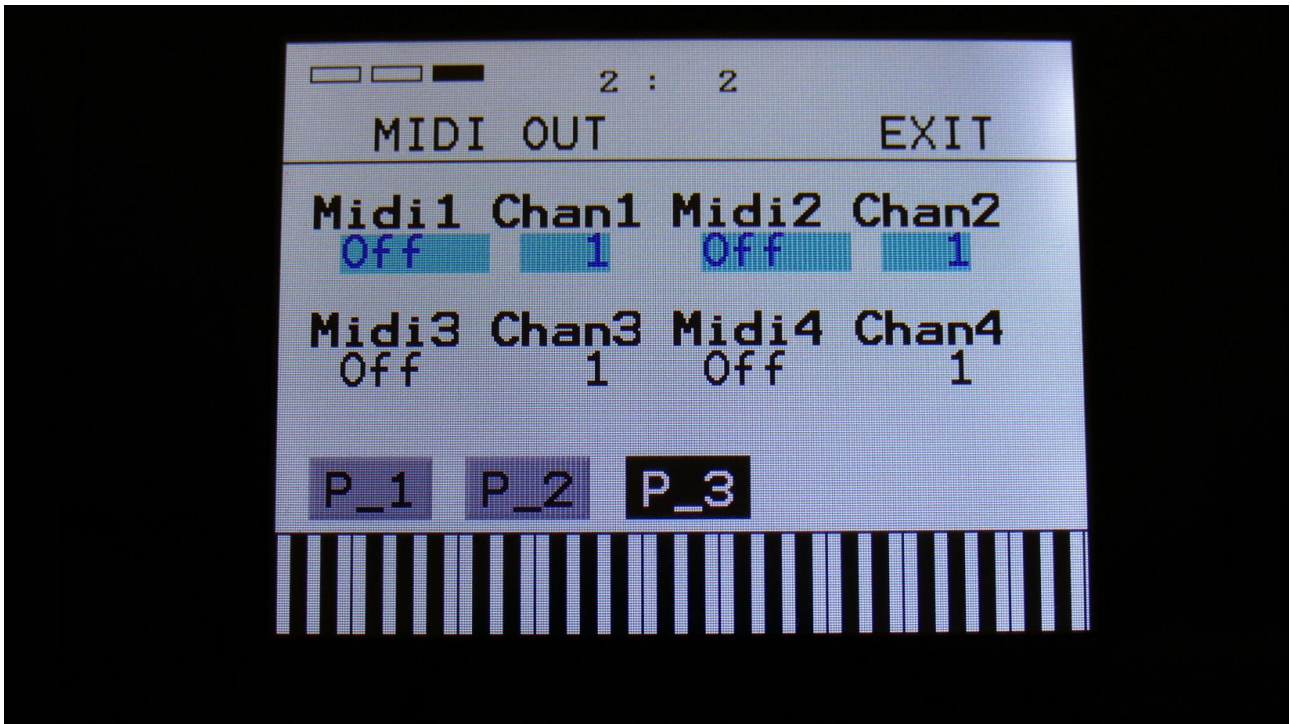 2 : 2
MIDI OUT EXIT
Midi1 Chan1 Midi2 Chan2
Off 1 Off 1
Midi3 Chan3 Midi4 Chan4
Off 1 Off 1
P_1 P_2 P_3